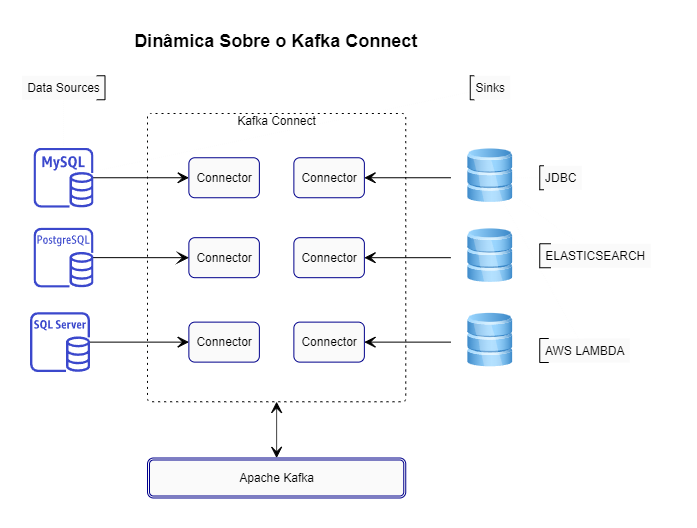 Dinâmica Sobre o Kafka Connect
Data Sources
Sinks
Kafka Connect
MySQL
Connector
Connector
JDBC
PostgreSQL
Connector
Connector
ELASTICSEARCH
SQL Server
Connector
Connector
AWS LAMBDA
Apache Kafka